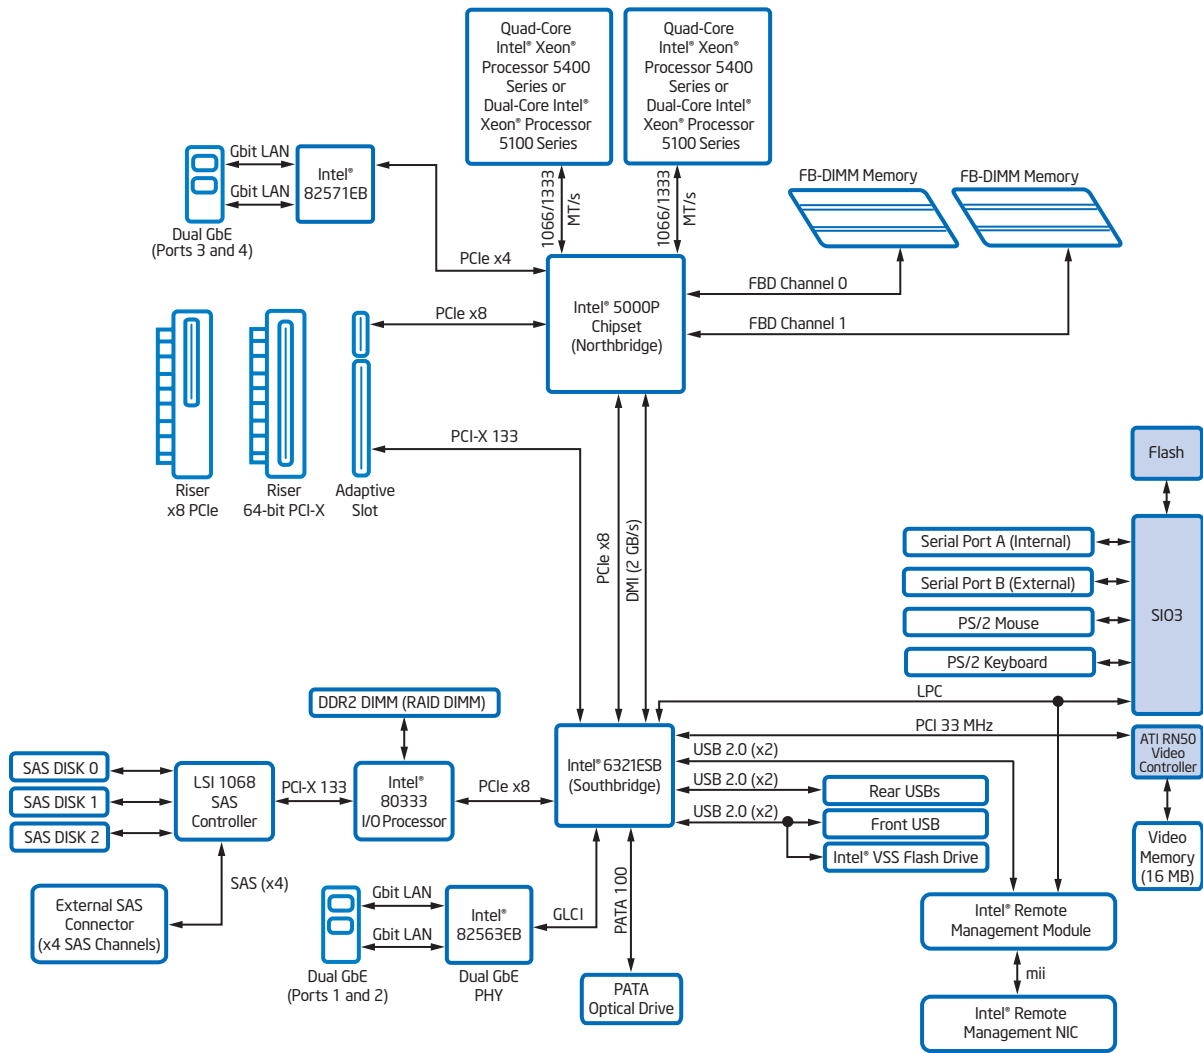 Quad-Core
Intel® Xeon®
Processor 5400
Series or
Dual-Core Intel®
Xeon® Processor
5100 Series
Quad-Core
Intel® Xeon®
Processor 5400
Series or
Dual-Core Intel®
Xeon® Processor
5100 Series
Gbit LAN
Gbit LAN
Intel®
82571EB
Dual GbE
(Ports 3 and 4)
1066/1333
MT/s
1066/1333
MT/s
FB-DIMM Memory
FB-DIMM Memory
PCIe x4
PCIe x8
Intel® 5000P
Chipset
(Northbridge)
FBD Channel 0
FBD Channel 1
PCI-X 133
Riser
x8 PCIe
Riser
64-bit PCI-X
Adaptive
Slot
PCIe x8
DMI (2 GB/s)
Flash
Serial Port A (Internal)
Serial Port B (External)
PS/2 Mouse
PS/2 Keyboard
SIO3
LPC
PCI 33 MHz
ATI RN50
Video
Controller
DDR2 DIMM (RAID DIMM)
SAS DISK 0
SAS DISK 1
SAS DISK 2
LSI 1068
SAS
Controller
PCI-X 133
Intel®
80333
I/O Processor
PCIe x8
Intel® 6321ESB
(Southbridge)
USB 2.0 (x2)
USB 2.0 (x2)
USB 2.0 (x2)
Rear USBs
Front USB
Intel® VSS Flash Drive
Video
Memory
(16 MB)
SAS (x4)
External SAS
Connector
(x4 SAS Channels)
Gbit LAN
Gbit LAN
Dual GbE
(Ports 1 and 2)
Intel®
82563EB
Dual GbE
PHY
GLCI
PATA 100
PATA
Optical Drive
Intel® Remote
Management Module
mii
Intel® Remote
Management NIC